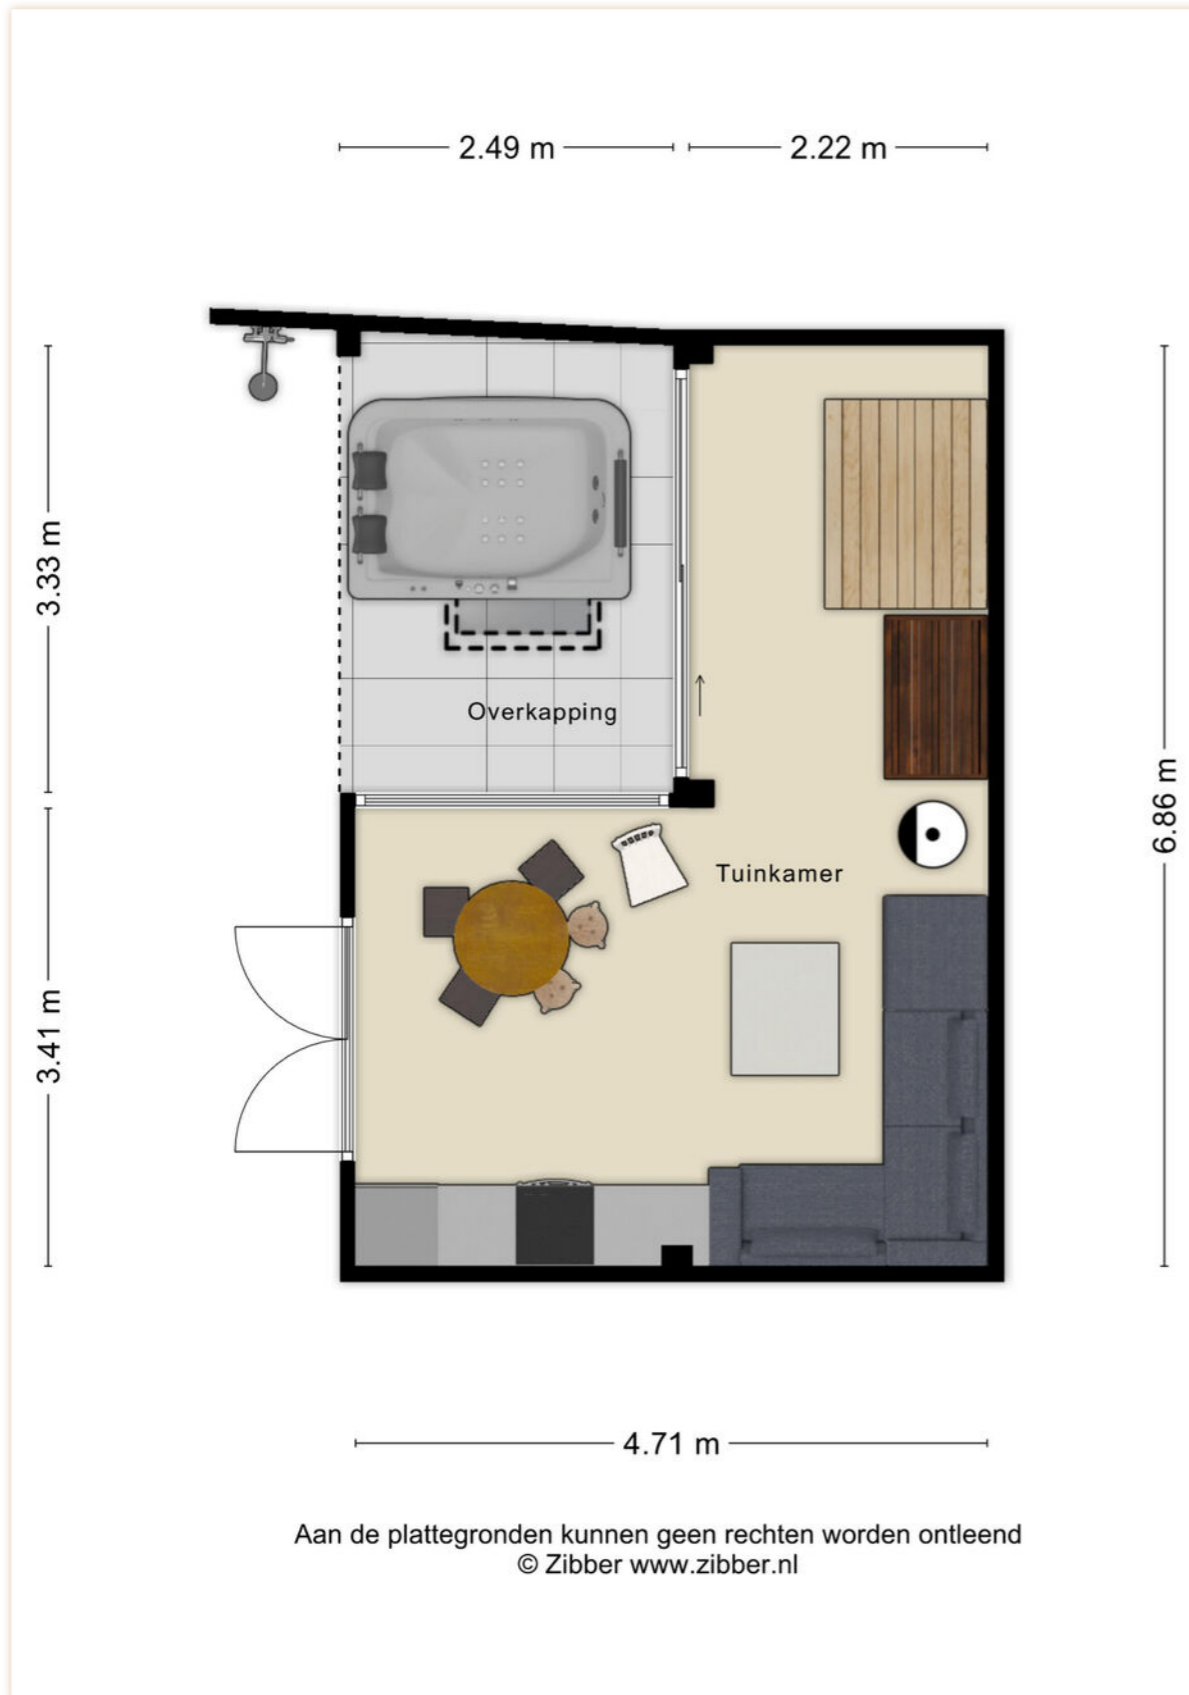 2.49 m
2.22 m
3.33 m
Overkapping
6.86 m
Tuinkamer
3.41 m
4.71 m
Aan de plattegronden kunnen geen rechten worden ontleend
© Zibber www.zibber.nl